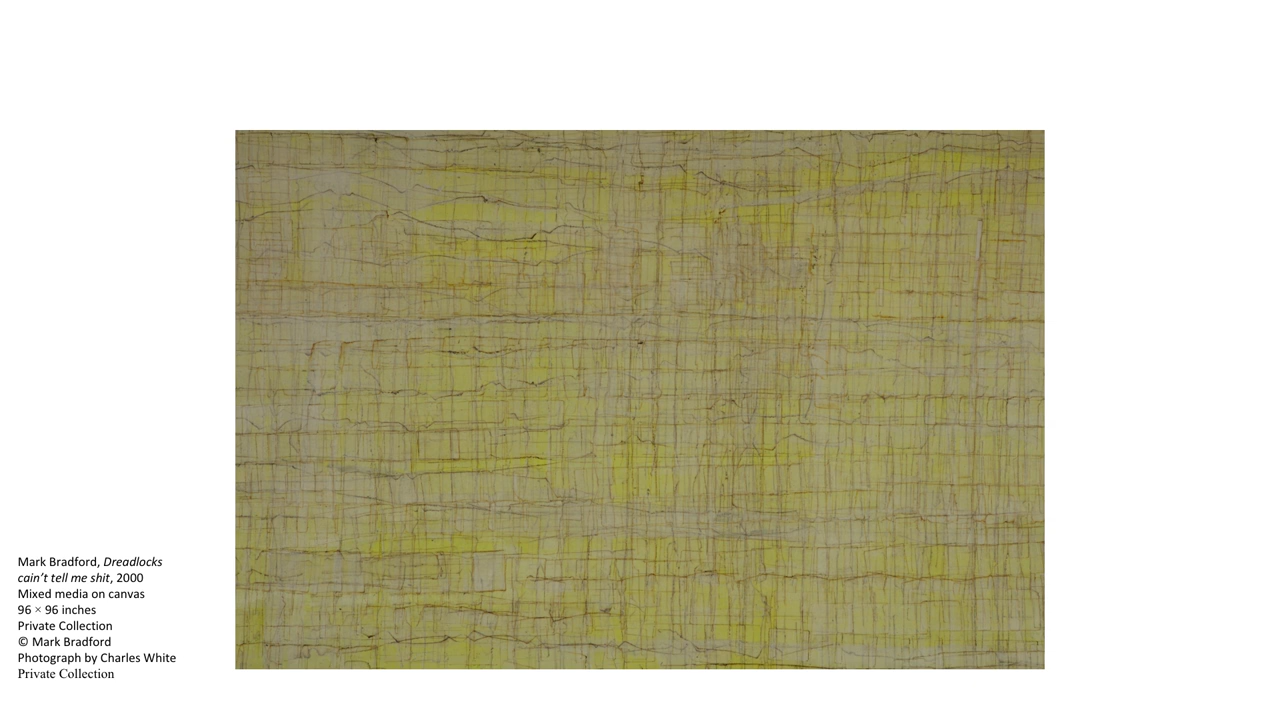 Mark Bradford, Dreadlocks
cain’t tell me shit, 2000
Mixed media on canvas
96 × 96 inches
Private Collection
© Mark Bradford
Photograph by Charles White
Private Collection